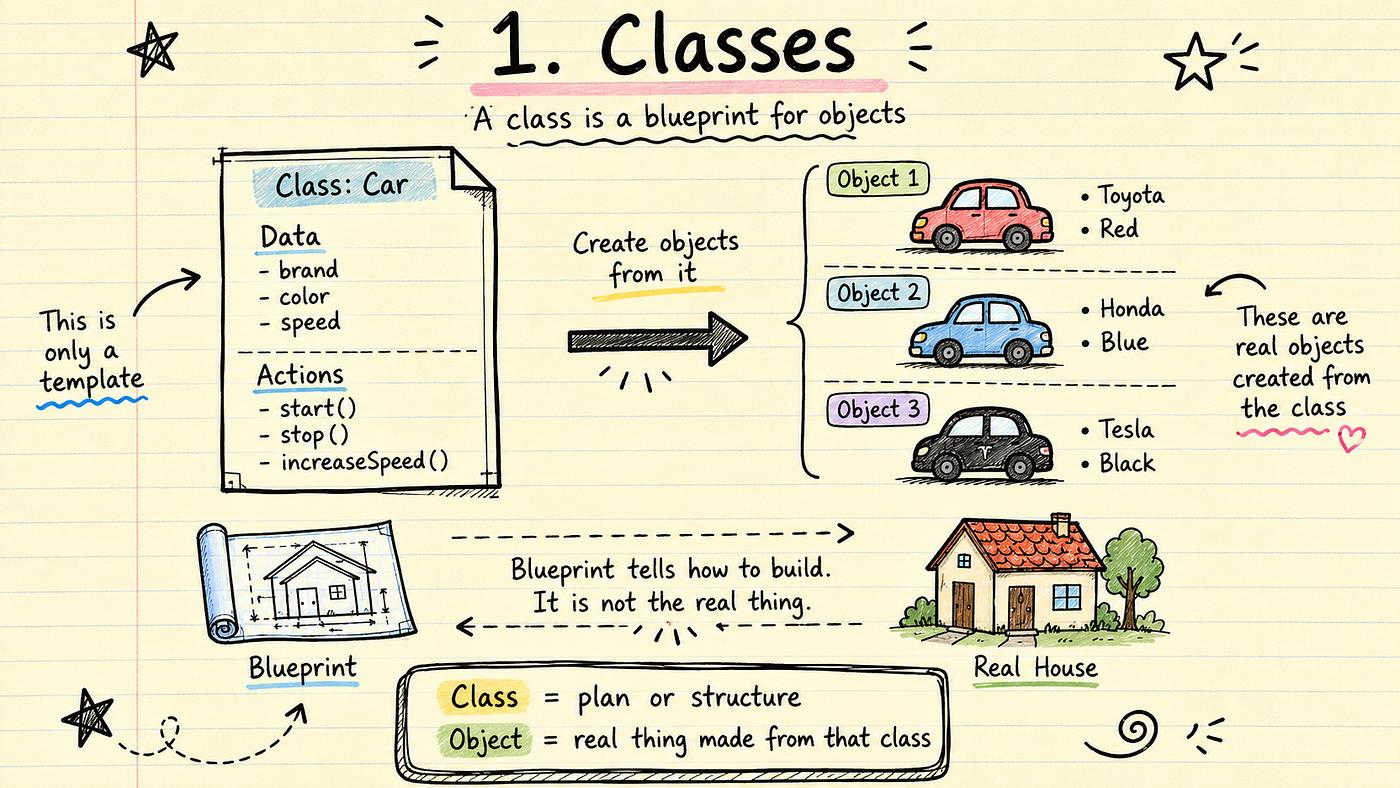 1. Classes
A class is a blueprint for objects
Class: Car
Data
- brand
- color
- speed
Actions
- start()
- stop()
- increaseSpeed()
This is
only a
template
Create objects
from it
Object 1
• Toyota
• Red
Object 2
• Honda
• Blue
Object 3
• Tesla
• Black
These are
real objects
created from
the class
Blueprint tells how to build.
It is not the real thing.
Blueprint
Real House
Class = plan or structure
Object = real thing made from that class